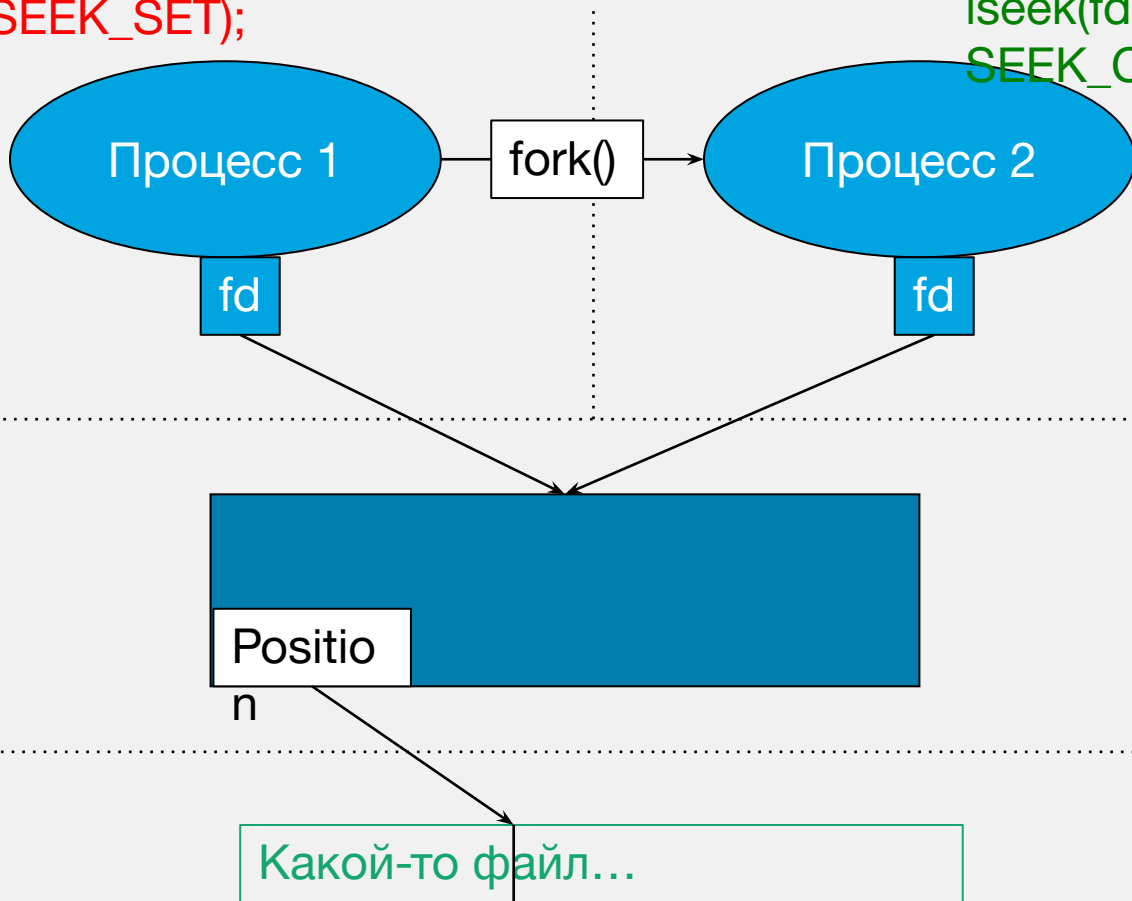 SEEK_SET);
lseek(fd
SEEK_C
Процесс 1
fork()
Процесс 2
fd
fd
Positio
n
Какой-то файл…